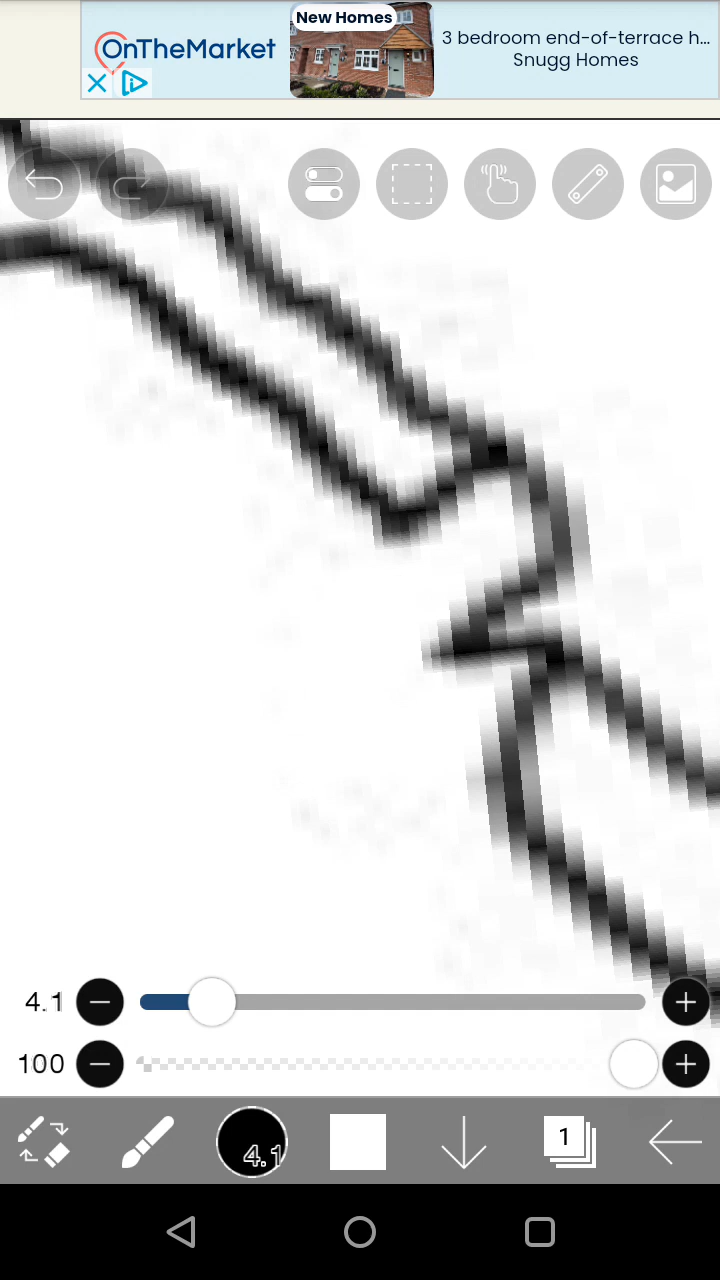 New Homes
OnTheMarket
3 bedroom end-of-terrace h...
Snugg Homes
4.1
100
4.1
1